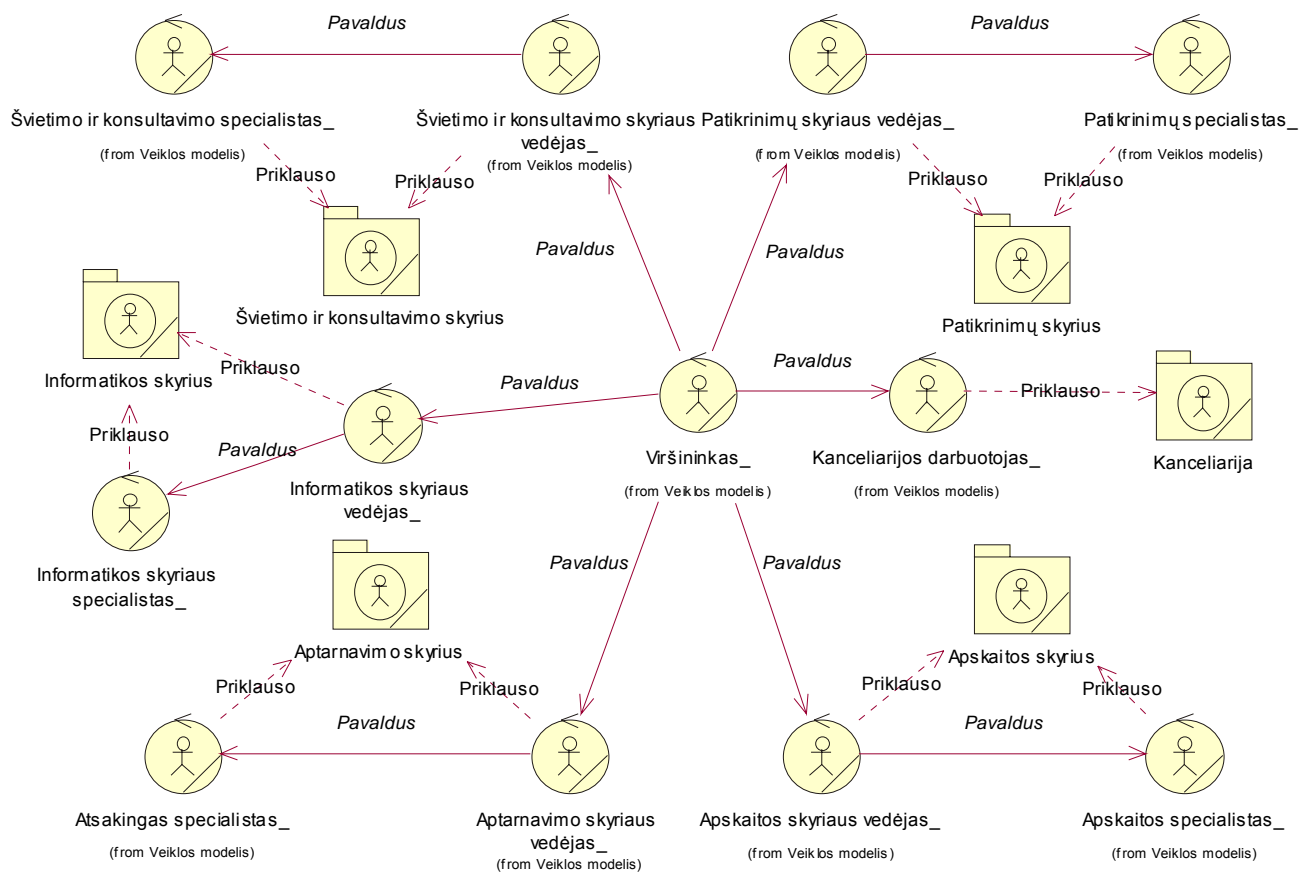 Pavaldus
Pavaldus
Švietimo ir konsultavimo specialistas_
(from Veiklos modelis)
Švietimo ir konsultavimo skyriaus
vedėjas_
(from Veiklos modelis)
Patikrinimų skyriaus vedėjas_
(from Veiklos modelis)
Patikrinimų specialistas_
(from Veiklos modelis)
Priklauso
Priklauso
Priklauso
Priklauso
Pavaldus
Pavaldus
Švietimo ir konsultavimo skyrius
Patikrinimų skyrius
Informatikos skyrius
Priklauso
Pavaldus
Pavaldus
Priklauso
Priklauso
Pavaldus
Viršininkas_
(from Veiklos modelis)
Kanceliarijos darbuotojas_
(from Veiklos modelis)
Kanceliarija
Informatikos skyriaus
vedėjas_
Informatikos skyriaus
specialistas_
Pavaldus
Pavaldus
Aptarnavimo skyrius
Apskaitos skyrius
Priklauso
Priklauso
Priklauso
Priklauso
Pavaldus
Pavaldus
Atsakingas specialistas_
(from Veiklos modelis)
Aptarnavimo skyriaus
vedėjas_
(from Veiklos modelis)
Apskaitos skyriaus vedėjas_
(from Veiklos modelis)
Apskaitos specialistas_
(from Veiklos modelis)